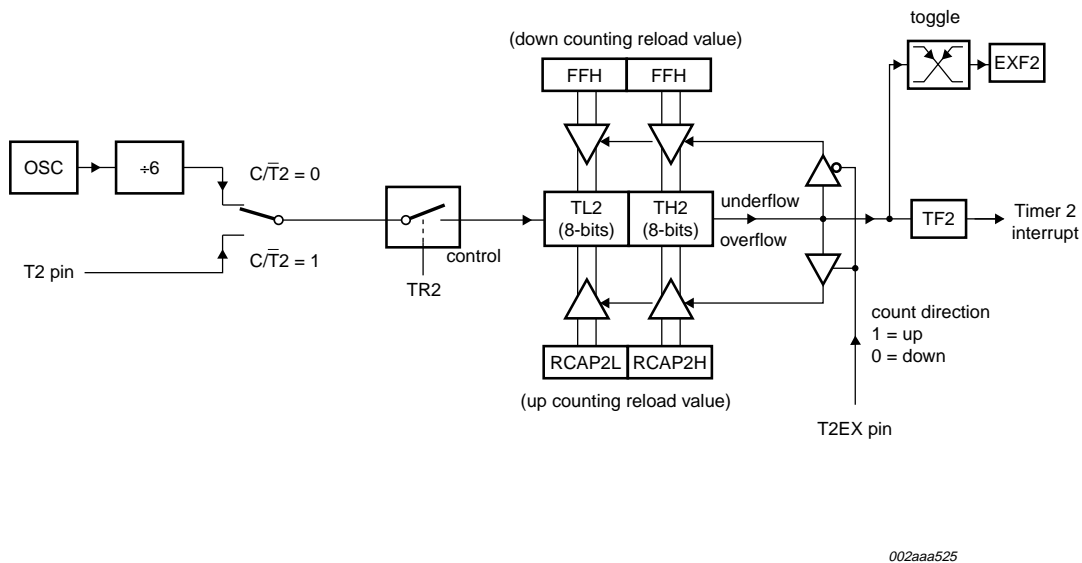 toggle
(down counting reload value)
FFH FFH
EXF2
OSC
÷6
C/T̅2 = 0
TL2
(8-bits)
TH2
(8-bits)
underflow
overflow
TF2
Timer 2
interrupt
control
C/T̅2 = 1
T2 pin
TR2
count direction
1 = up
0 = down
RCAP2L RCAP2H
(up counting reload value)
T2EX pin
002aaa525